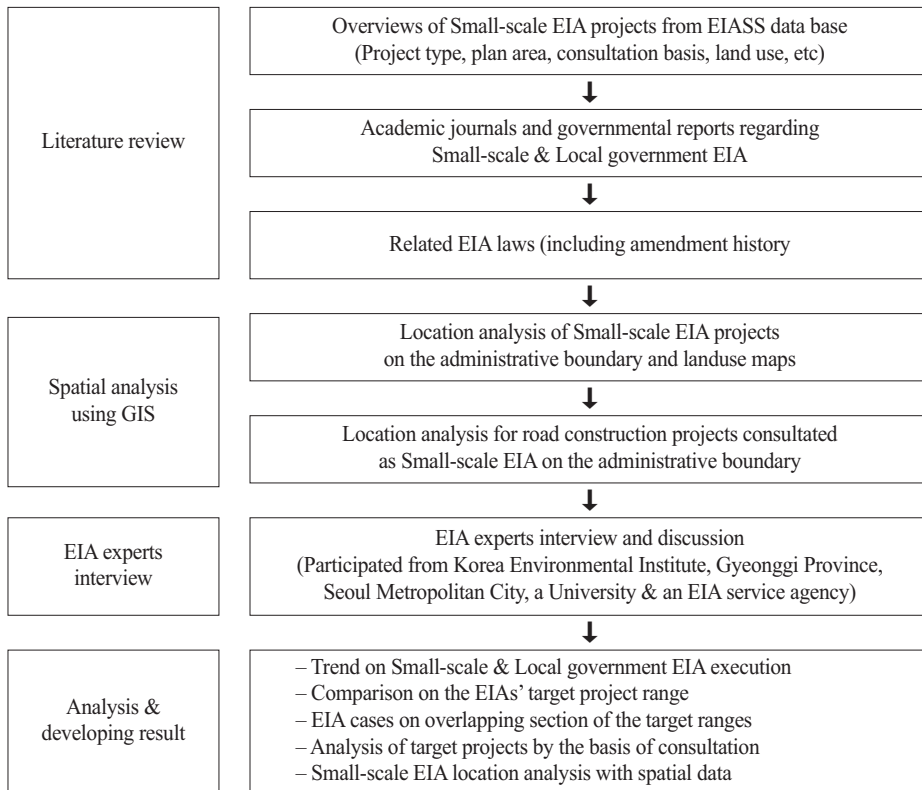 Literature review
Overviews of Small-scale EIA projects from EIASS data base
(Project type, plan area, consultation basis, land use, etc)
Academic journals and governmental reports regarding
Small-scale & Local government EIA
Related EIA laws (including amendment history
Spatial analysis
using GIS
Location analysis of Small-scale EIA projects
on the administrative boundary and landuse maps
Location analysis for road construction projects consultated
as Small-scale EIA on the administrative boundary
EIA experts
interview
EIA experts interview and discussion
(Participated from Korea Environmental Institute, Gyeonggi Province,
Seoul Metropolitan City, a University & an EIA service agency)
Analysis &
developing result
– Trend on Small-scale & Local government EIA execution
– Comparison on the EIAs’ target project range
– EIA cases on overlapping section of the target ranges
– Analysis of target projects by the basis of consultation
– Small-scale EIA location analysis with spatial data